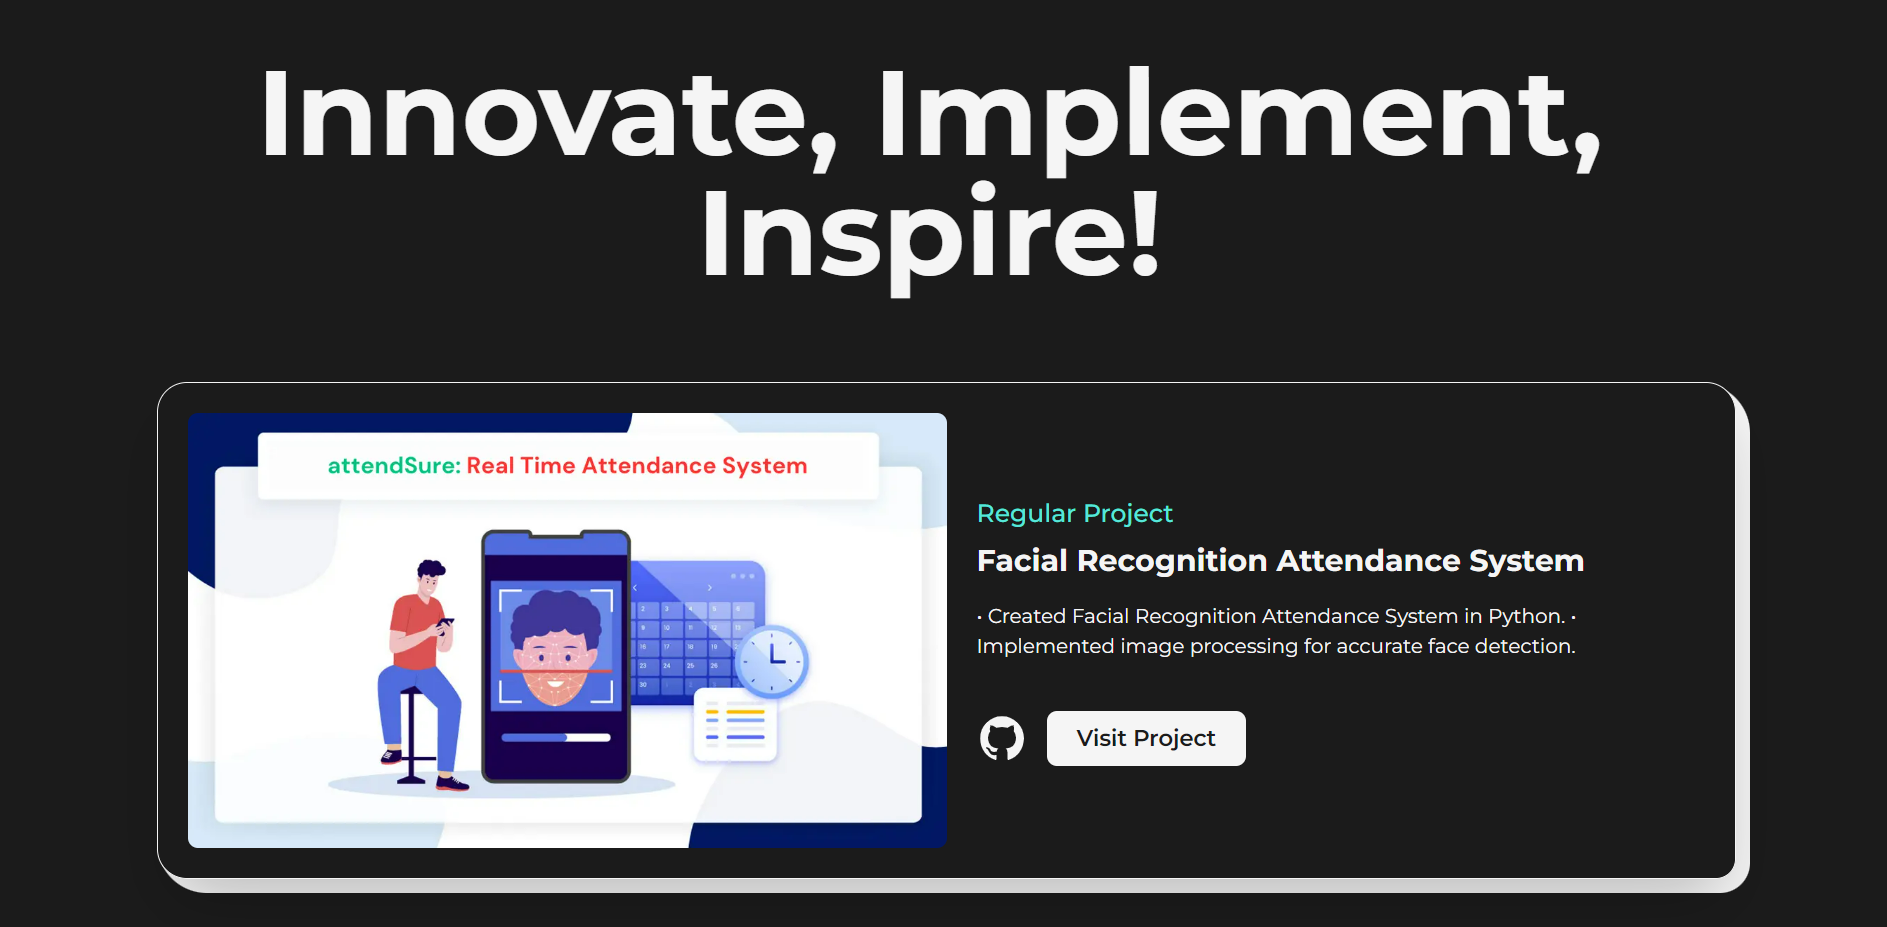 Innovate, Implement,
Inspire!
attendSure: Real Time Attendance System
Regular Project
Facial Recognition Attendance System
• Created Facial Recognition Attendance System in Python. •
Implemented image processing for accurate face detection.
Visit Project